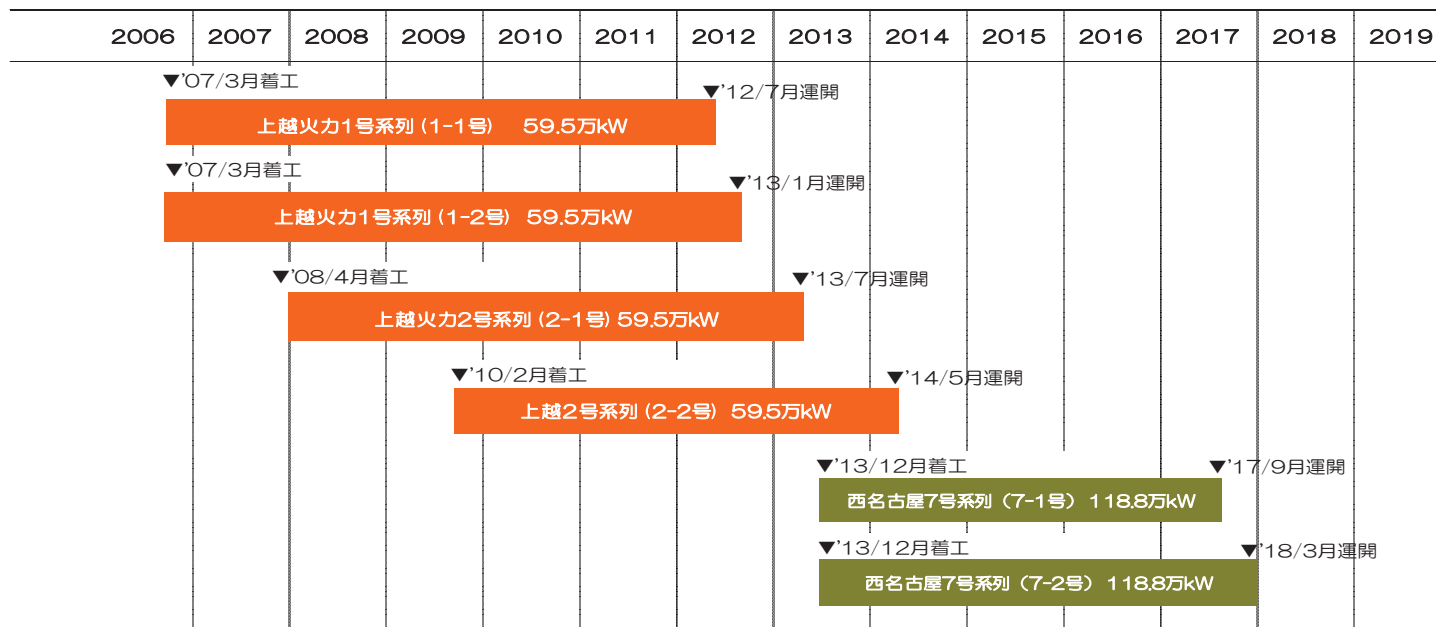 2006 2007 2008 2009 2010 2011 2012 2013 2014 2015 2016 2017 2018 2019
▼'07/3月着工 ▼'12/7月運開
上越火力1号系列(1-1号) 59.5万kW
▼'07/3月着工 ▼'13/1月運開
上越火力1号系列(1-2号) 59.5万kW
▼'08/4月着工 ▼'13/7月運開
上越火力2号系列(2-1号) 59.5万kW
▼'10/2月着工 ▼'14/5月運開
上越2号系列(2-2号) 59.5万kW
▼'13/12月着工 ▼'17/9月運開
西名古屋7号系列(7-1号) 118.8万kW
▼'13/12月着工 ▼'18/3月運開
西名古屋7号系列(7-2号) 118.8万kW